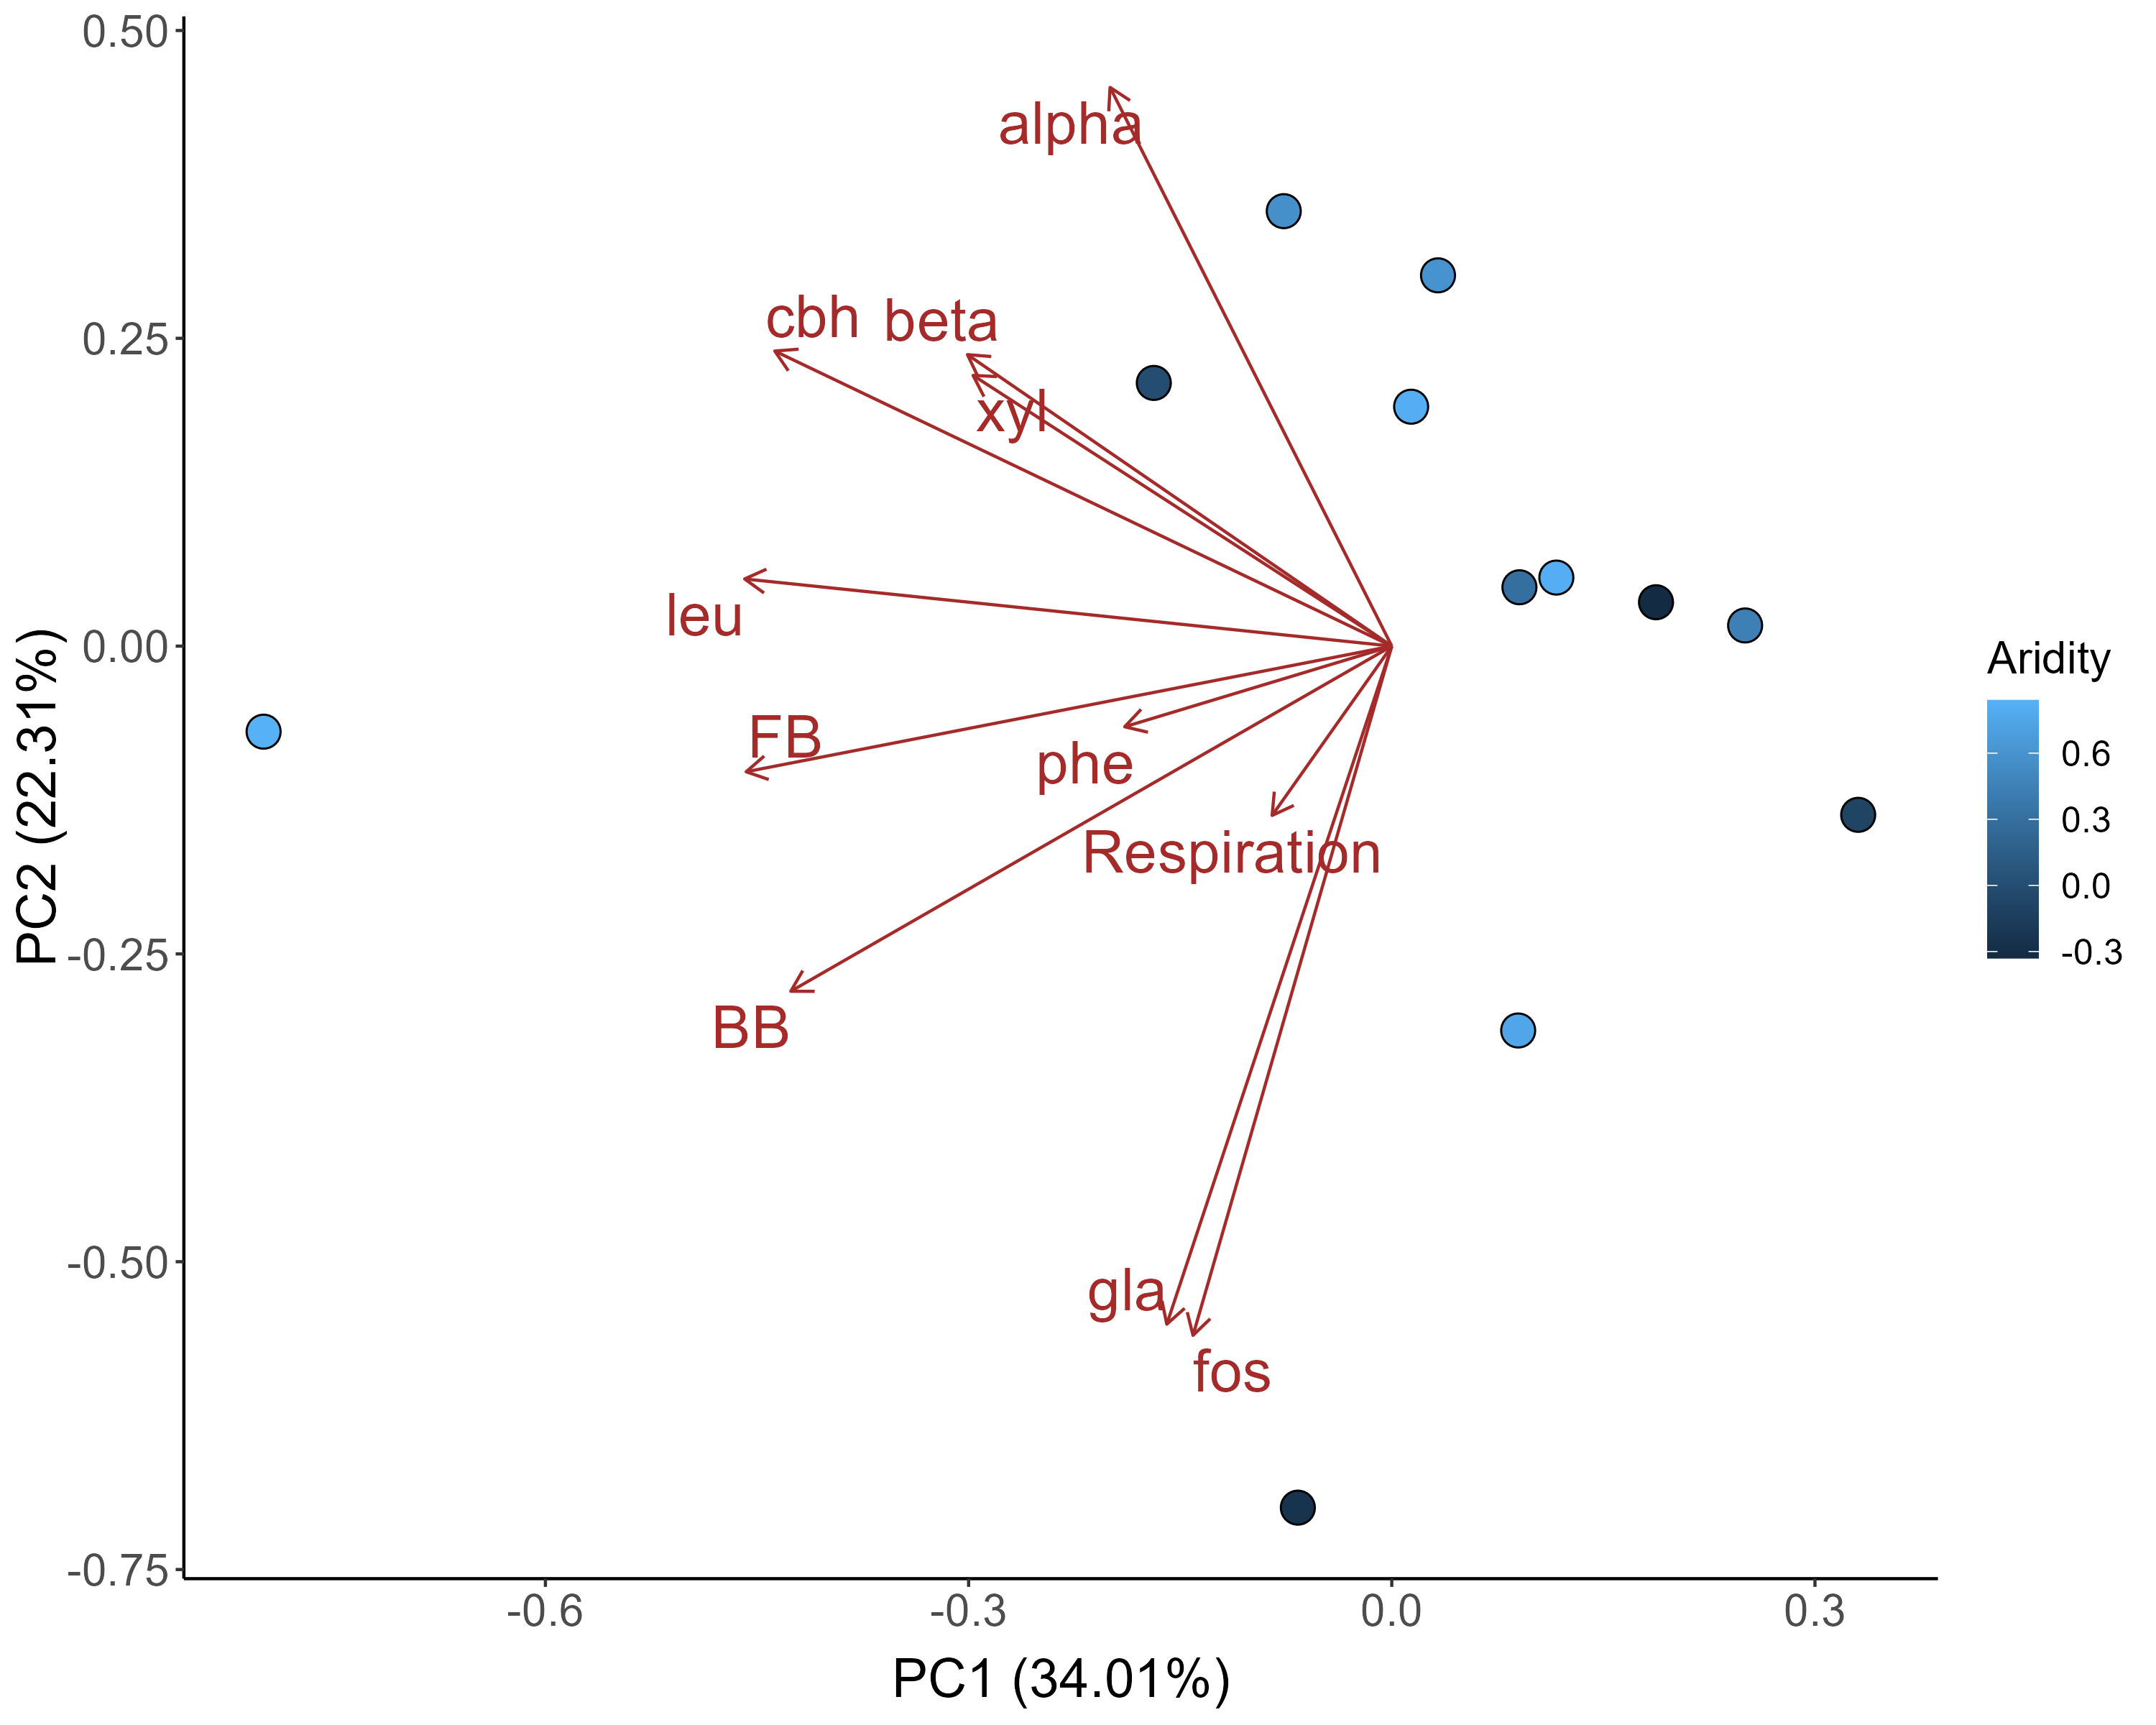 0.50
alpha
cbh beta
0.25
xyl
leu
0.00
Aridity
FB
phe
0.6
0.3
Respiration
0.0
-0.3
PC2 (22.31%)
-0.25
BB
-0.50
gla
fos
-0.75
-0.6 -0.3 0.0 0.3
PC1 (34.01%)